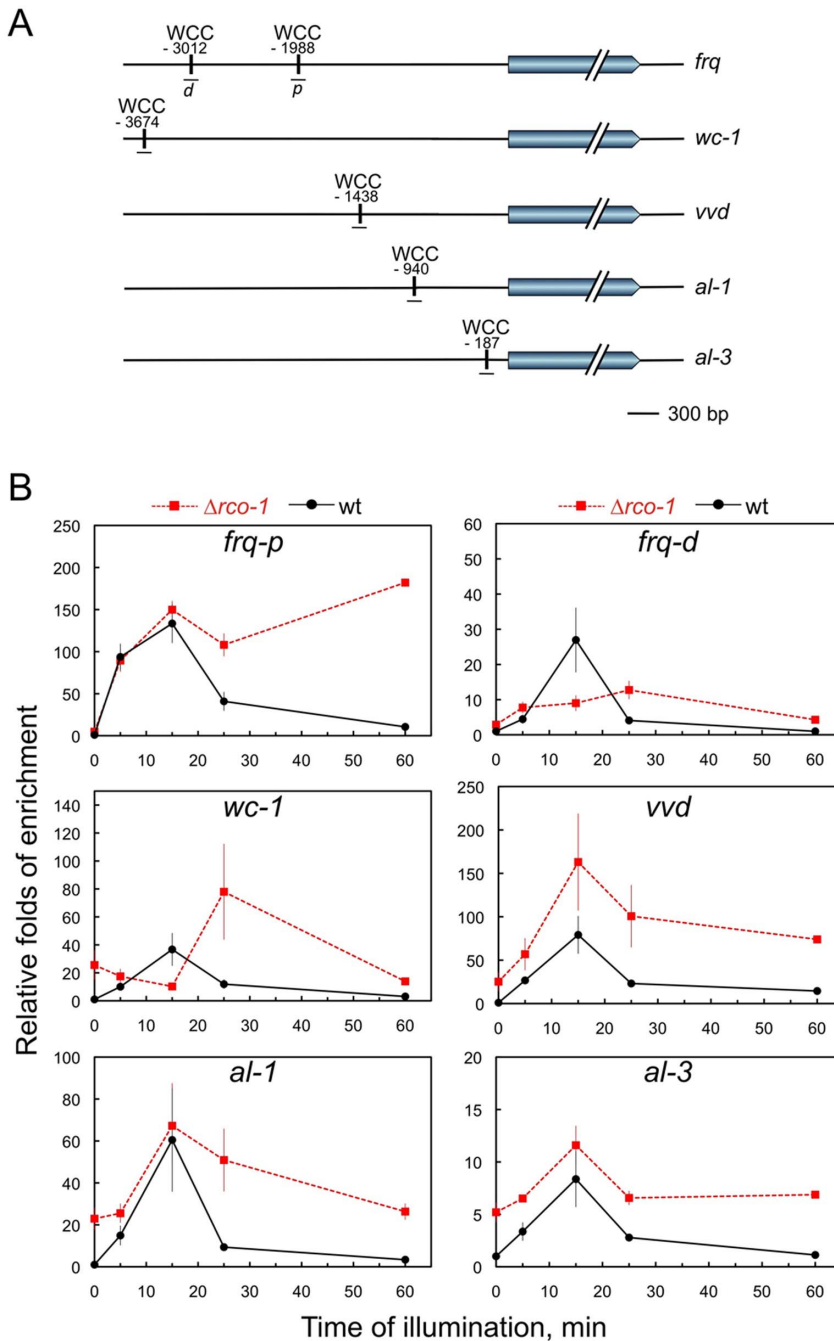 A
WCC WCC
- 3012 - 1988
frq
d p
WCC
- 3674
wc-1
WCC
- 1438
vvd
WCC
- 940
al-1
WCC
- 187
al-3
300 bp
B
Δrco-1 wt Δrco-1 wt
frq-p
250
200
150
100
50
0
0 10 20 30 40 50 60
frq-d
60
50
40
30
20
10
0
0 10 20 30 40 50 60
Relative folds of enrichment
wc-1
140
120
100
80
60
40
20
0
0 10 20 30 40 50 60
vvd
250
200
150
100
50
0
0 10 20 30 40 50 60
al-1
100
80
60
40
20
0
0 10 20 30 40 50 60
al-3
20
15
10
5
0
0 10 20 30 40 50 60
Time of illumination, min